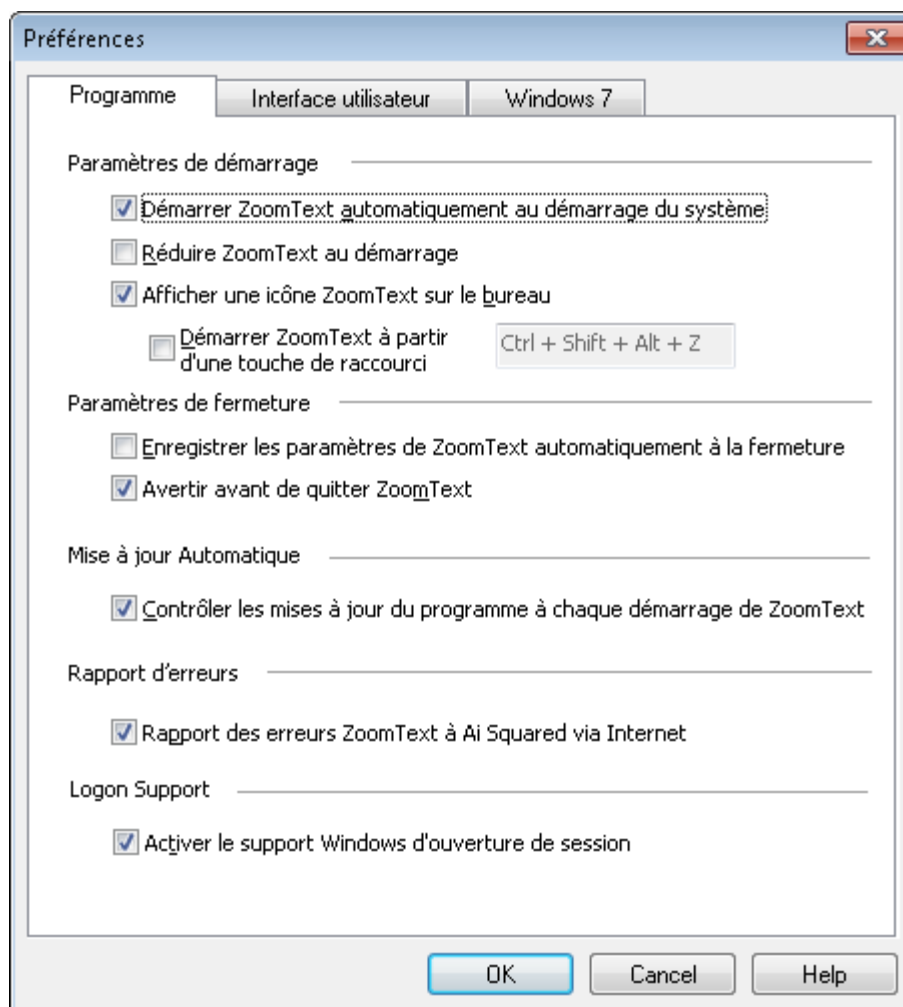 Préférences
Programme
Interface utilisateur
Windows 7
Paramètres de démarrage
Démarrer ZoomText automatiquement au démarrage du système
Réduire ZoomText au démarrage
Afficher une icône ZoomText sur le bureau
Démarrer ZoomText à partir
d'une touche de raccourci
Ctrl + Shift + Alt + Z
Paramètres de fermeture
Enregistrer les paramètres de ZoomText automatiquement à la fermeture
Avertir avant de quitter ZoomText
Mise à jour Automatique
Contrôler les mises à jour du programme à chaque démarrage de ZoomText
Rapport d’erreurs
Rapport des erreurs ZoomText à Ai Squared via Internet
Logon Support
Activer le support Windows d'ouverture de session
OK
Cancel
Help